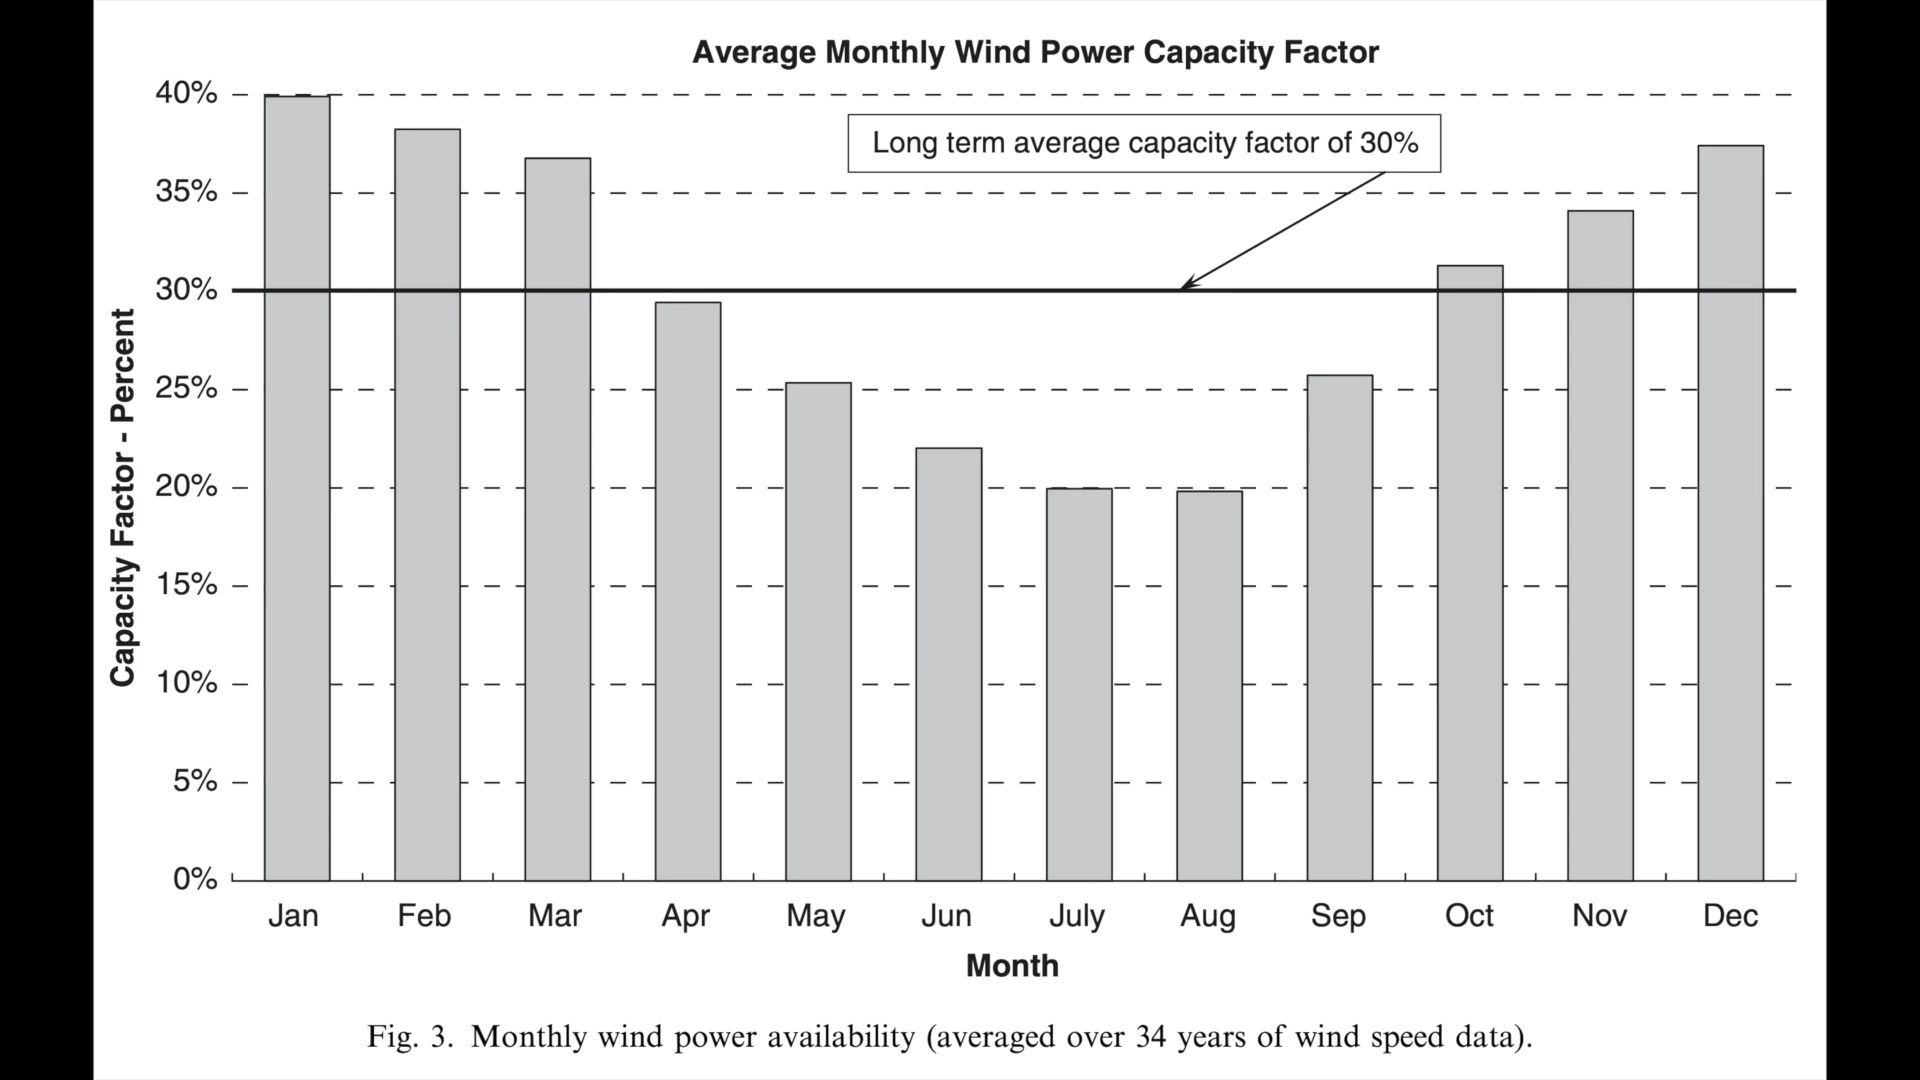 Average Monthly Wind Power Capacity Factor
40%
Long term average capacity factor of 30%
35%
30%
25%
20%
15%
10%
5%
0%
Capacity Factor - Percent
Jan Feb Mar Apr May Jun July Aug Sep Oct Nov Dec
Month
Fig. 3. Monthly wind power availability (averaged over 34 years of wind speed data).